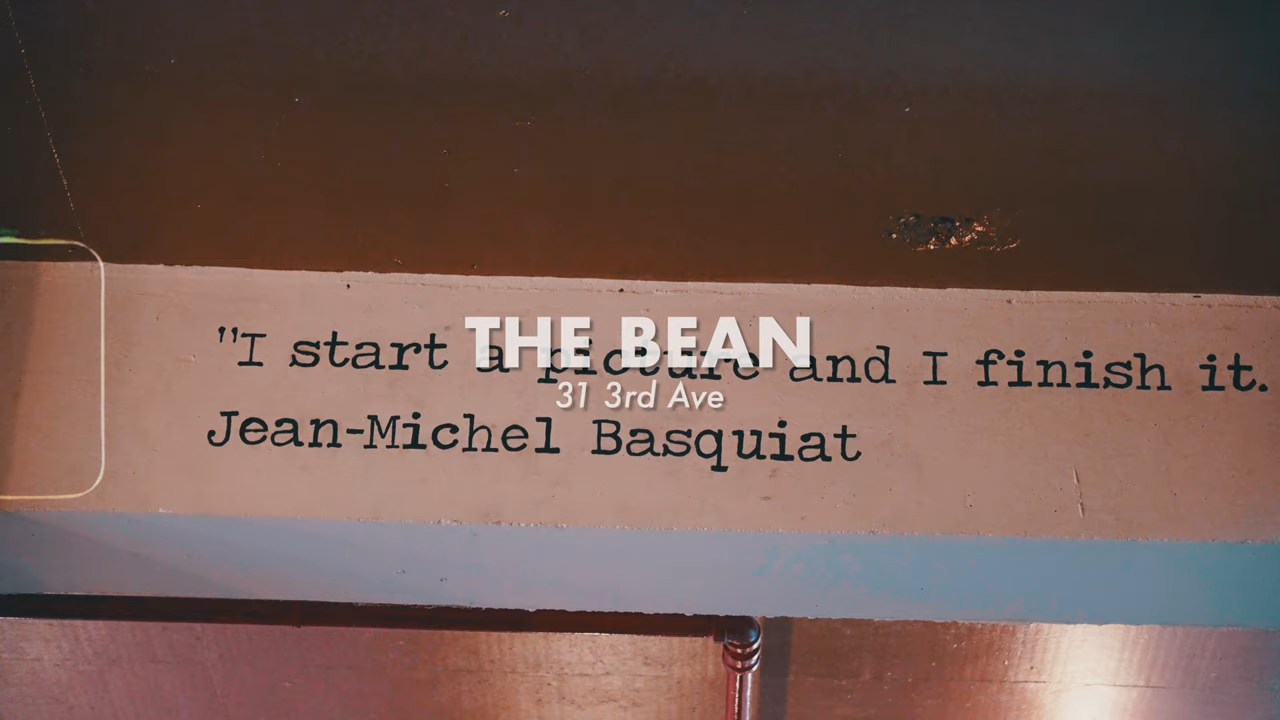 "I start a picture and I finish it.
THE BEAN
31 3rd Ave
Jean-Michel Basquiat